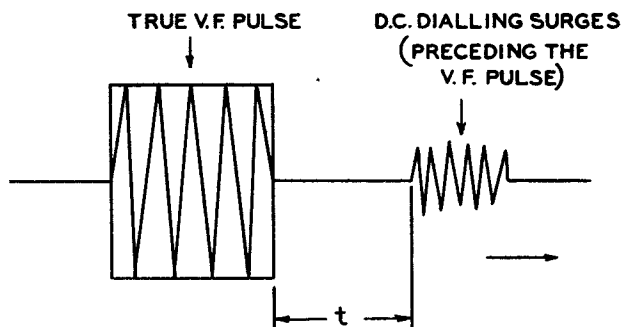 TRUE V.F. PULSE
D.C. DIALLING SURGES
(PRECEDING THE
V.F. PULSE)
t